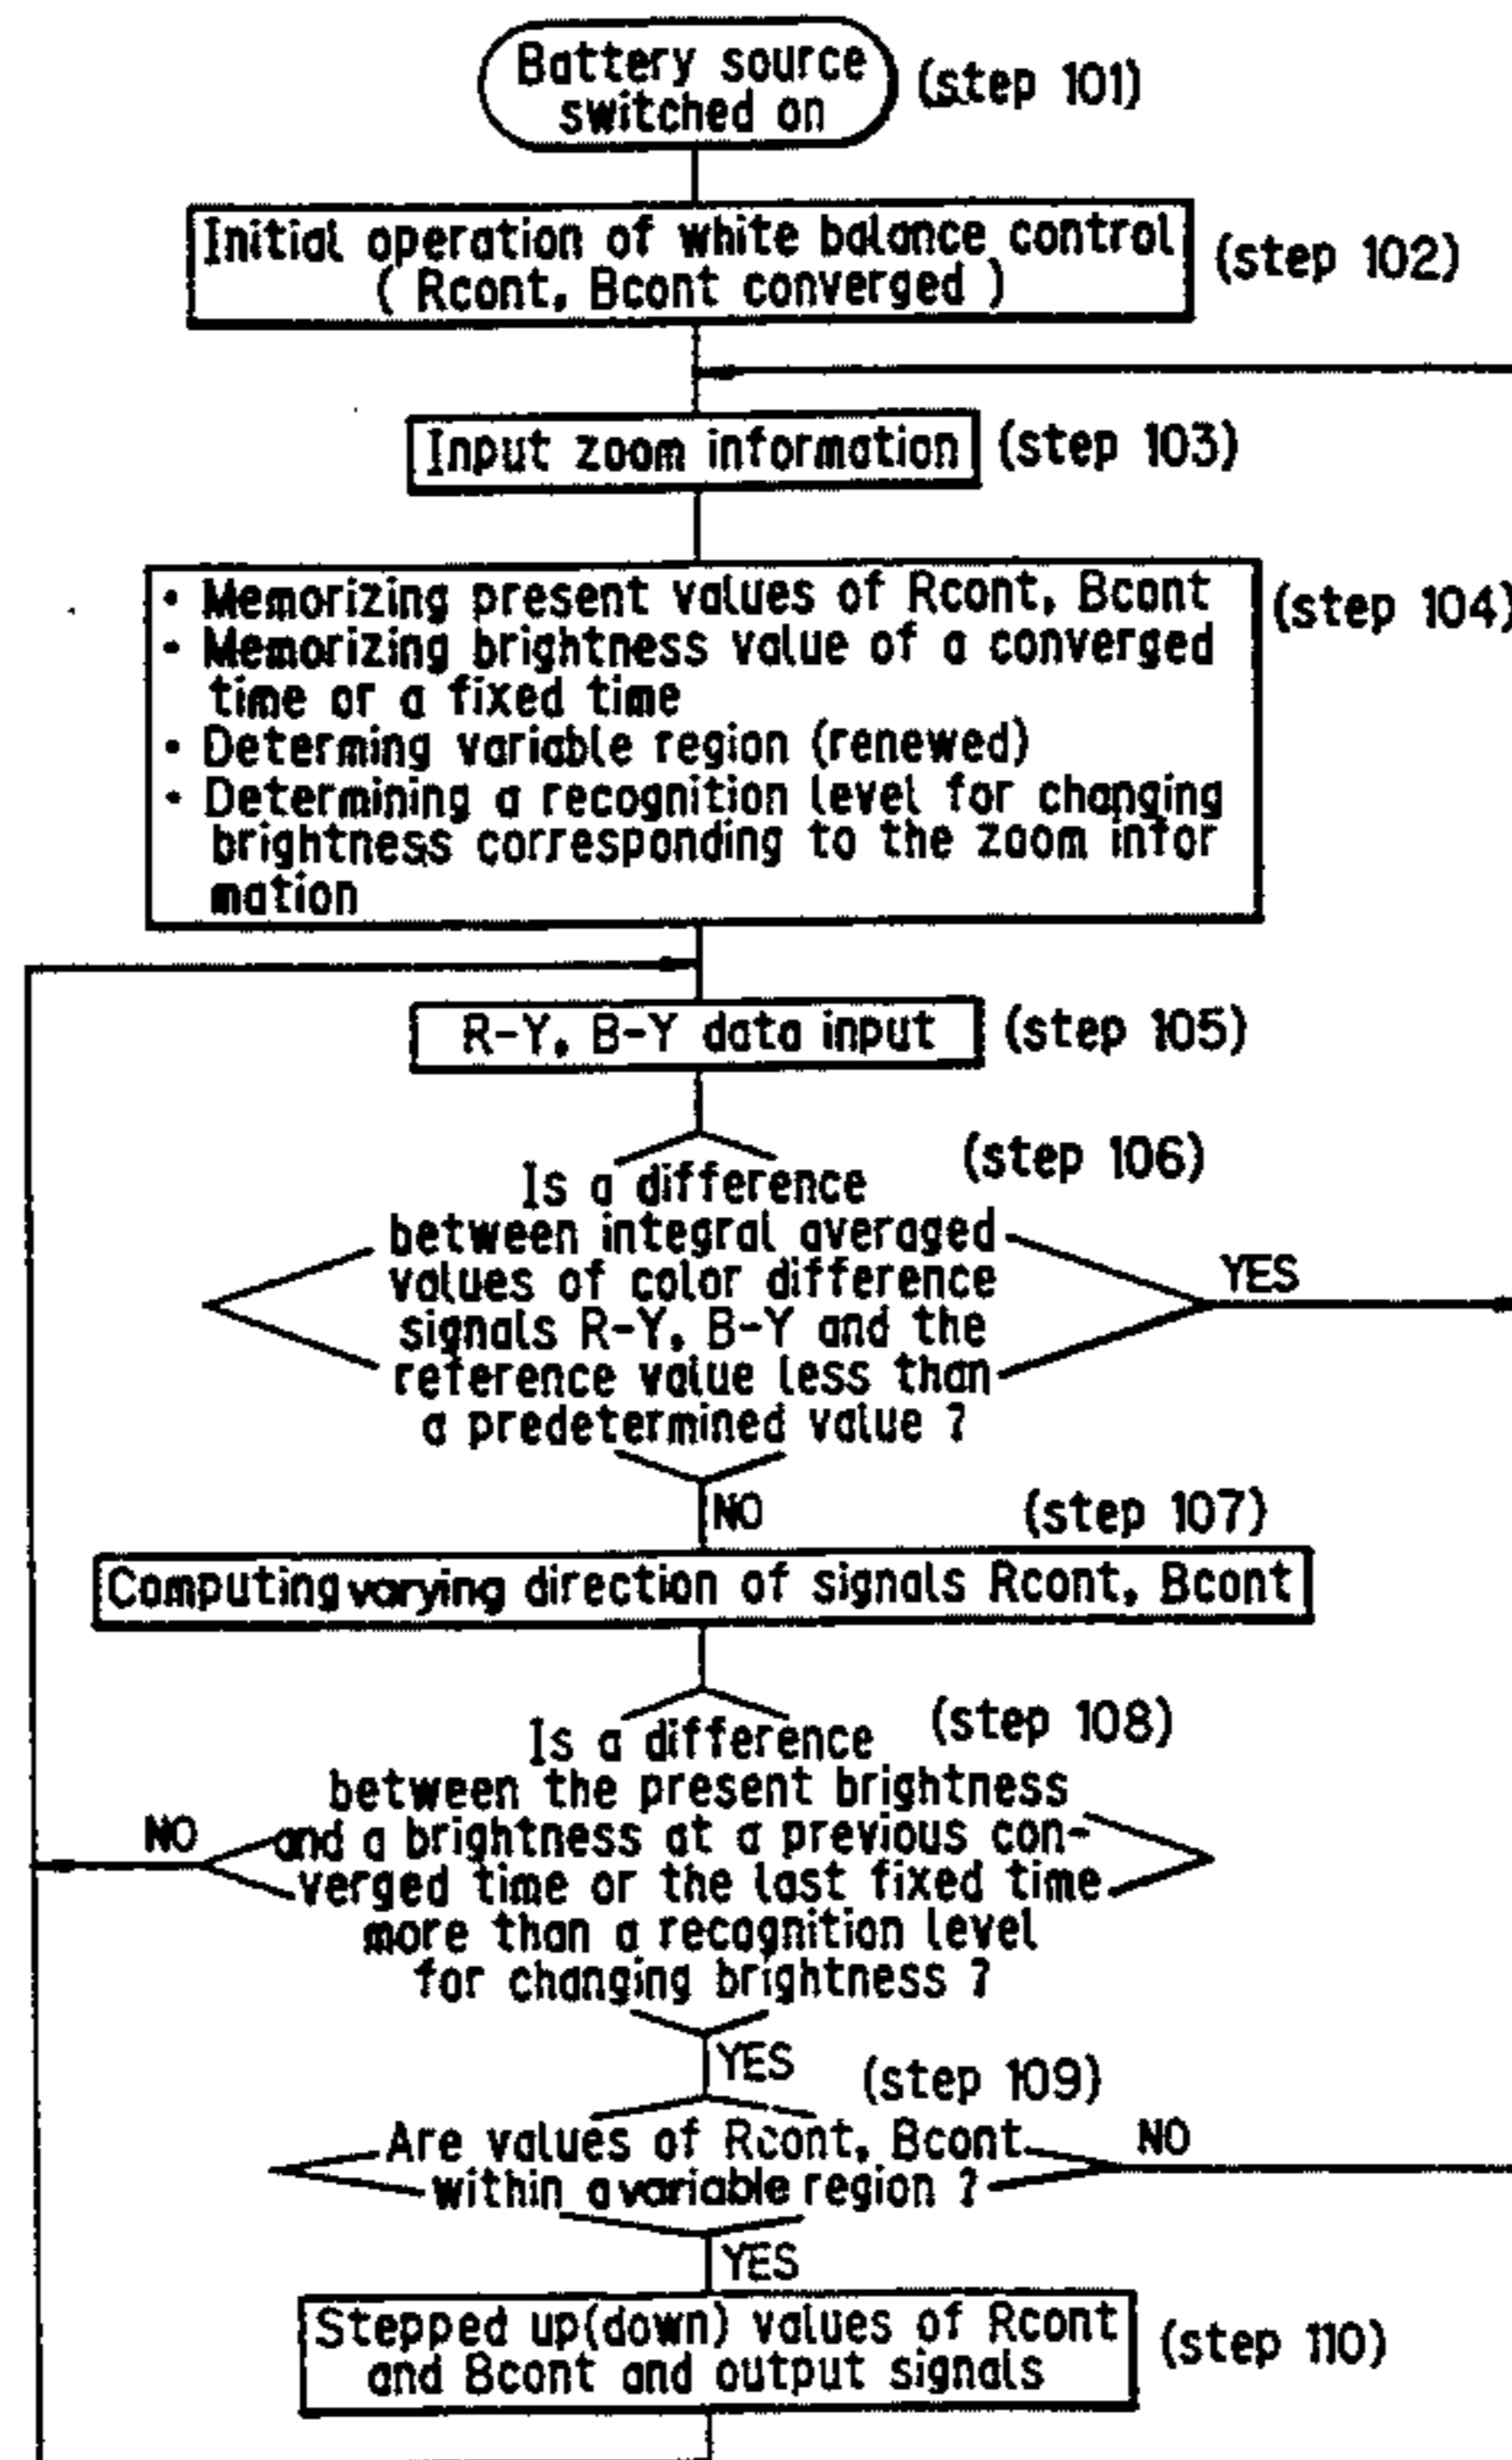 Battery source
switched on
(step 101)
Initial operation of white balance control
( Rcont, Bcont converged )
(step 102)
Input zoom information
(step 103)
• Memorizing present values of Rcont, Bcont
• Memorizing brightness value of a converged
time or a fixed time
• Determing variable region (renewed)
• Determining a recognition level for changing
brightness corresponding to the zoom infor
mation
(step 104)
R-Y, B-Y data input
(step 105)
(step 106)
Is a difference
between integral averaged
values of color difference
signals R-Y, B-Y and the
reference value less than
a predetermined value ?
YES
NO
(step 107)
Computing varying direction of signals Rcont, Bcont
(step 108)
Is a difference
between the present brightness
and a brightness at a previous con-
verged time or the last fixed time
more than a recognition level
for changing brightness ?
NO
YES
(step 109)
Are values of Rcont, Bcont
within a variable region ?
NO
YES
Stepped up(down) values of Rcont
and Bcont and output signals
(step 110)